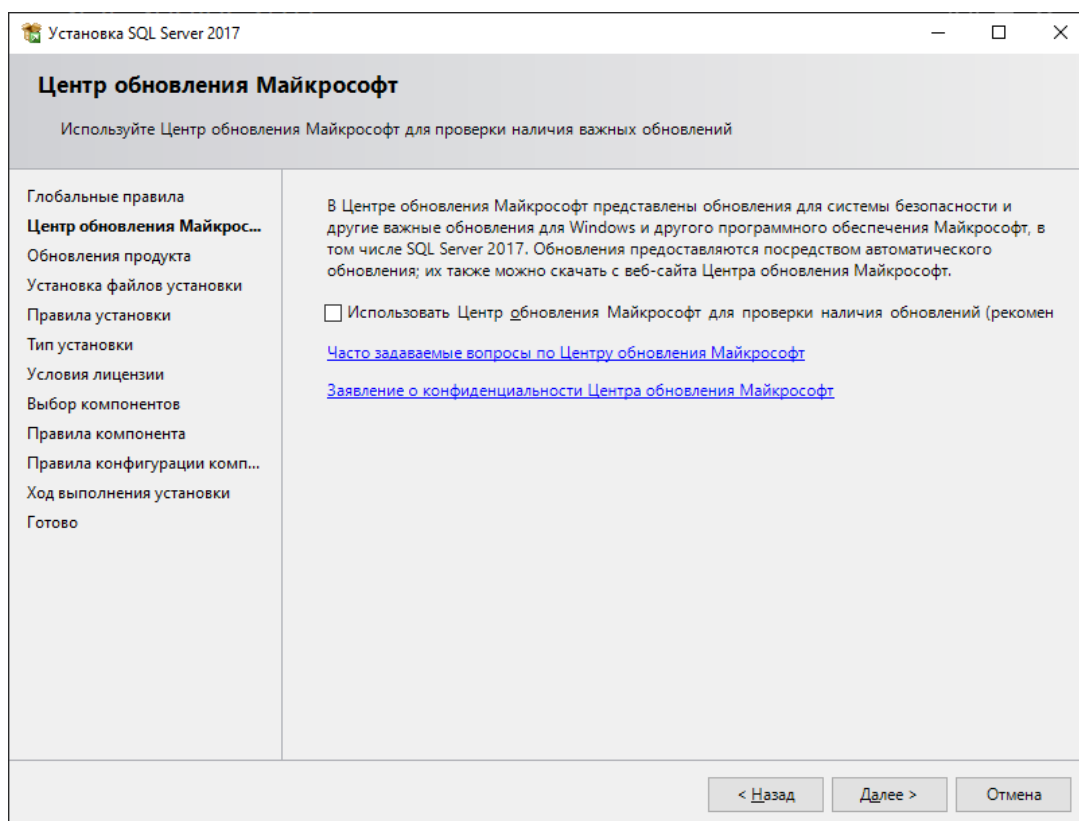 Установка SQL Server 2017
Центр обновления Майкрософт
Используйте Центр обновления Майкрософт для проверки наличия важных обновлений
Глобальные правила
Центр обновления Майкрос...
Обновления продукта
Установка файлов установки
Правила установки
Тип установки
Условия лицензии
Выбор компонентов
Правила компонента
Правила конфигурации комп...
Ход выполнения установки
Готово
В Центре обновления Майкрософт представлены обновления для системы безопасности и
другие важные обновления для Windows и другого программного обеспечения Майкрософт, в
том числе SQL Server 2017. Обновления предоставляются посредством автоматического
обновления; их также можно скачать с веб-сайта Центра обновления Майкрософт.
Использовать Центр обновления Майкрософт для проверки наличия обновлений (рекомен
Часто задаваемые вопросы по Центру обновления Майкрософт
Заявление о конфиденциальности Центра обновления Майкрософт
< Назад
Далее >
Отмена